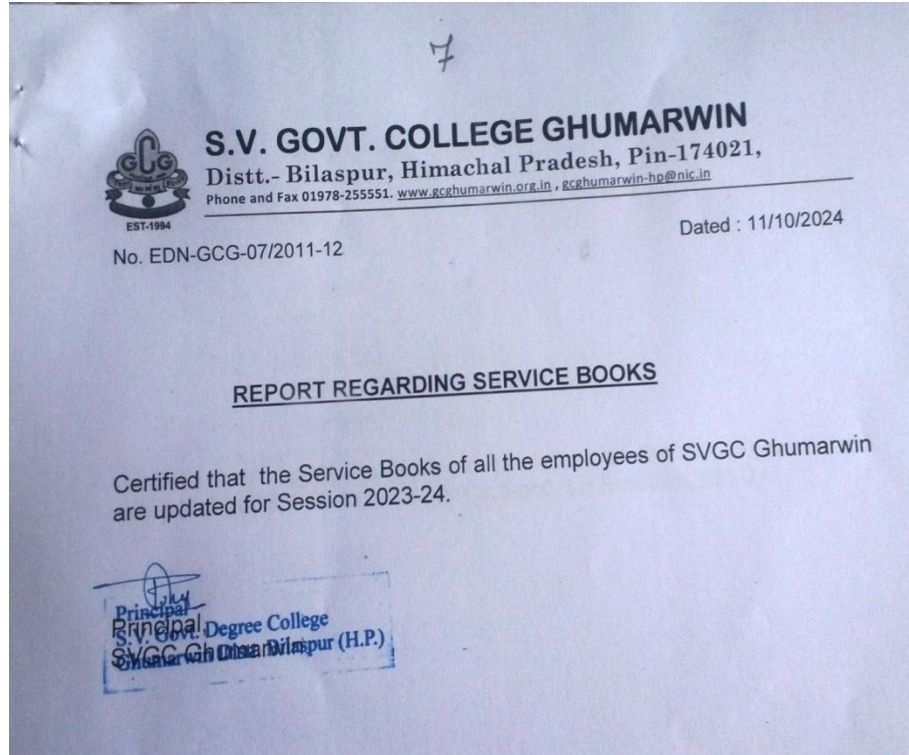 7
GCG
EST-1994
S.V. GOVT. COLLEGE GHUMARWIN
Distt.- Bilaspur, Himachal Pradesh, Pin-174021,
Phone and Fax 01978-255551. www.gcghumarwin.org.in , gcghumarwin-hp@nic.in
No. EDN-GCG-07/2011-12
Dated : 11/10/2024
REPORT REGARDING SERVICE BOOKS
Certified that the Service Books of all the employees of SVGC Ghumarwin
are updated for Session 2023-24.
Principal
S.V. Govt. Degree College
Ghumarwin Distt. Bilaspur (H.P.)
Principal,
SVGC Ghumarwin